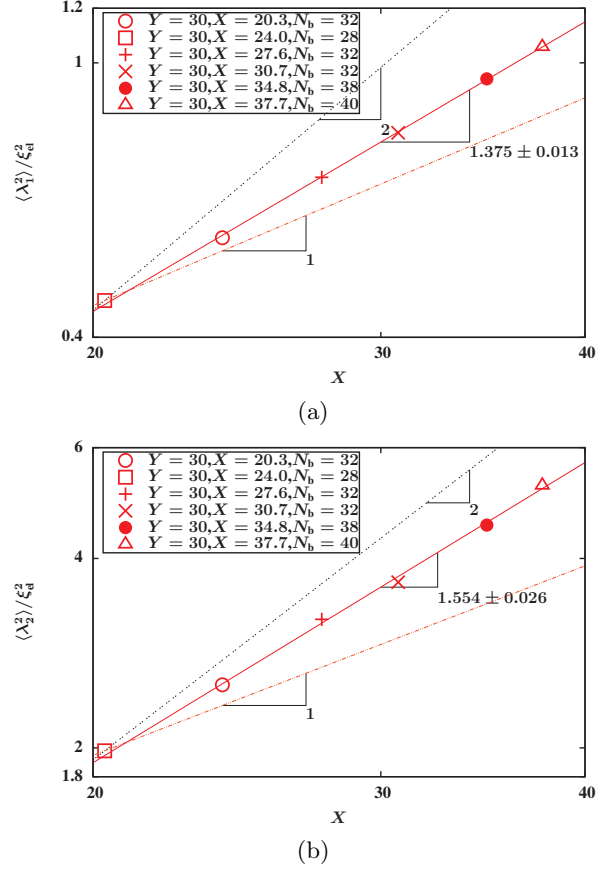 1.2
1
0.4
⟨λ₁²⟩/ξ_el²
Y = 30,X = 20.3,N_b = 32
Y = 30,X = 24.0,N_b = 28
Y = 30,X = 27.6,N_b = 32
Y = 30,X = 30.7,N_b = 32
Y = 30,X = 34.8,N_b = 38
Y = 30,X = 37.7,N_b = 40
2
1.375 ± 0.013
1
20
30
40
X
(a)
6
4
2
1.8
⟨λ₂²⟩/ξ_el²
Y = 30,X = 20.3,N_b = 32
Y = 30,X = 24.0,N_b = 28
Y = 30,X = 27.6,N_b = 32
Y = 30,X = 30.7,N_b = 32
Y = 30,X = 34.8,N_b = 38
Y = 30,X = 37.7,N_b = 40
2
1.554 ± 0.026
1
20
30
40
X
(b)